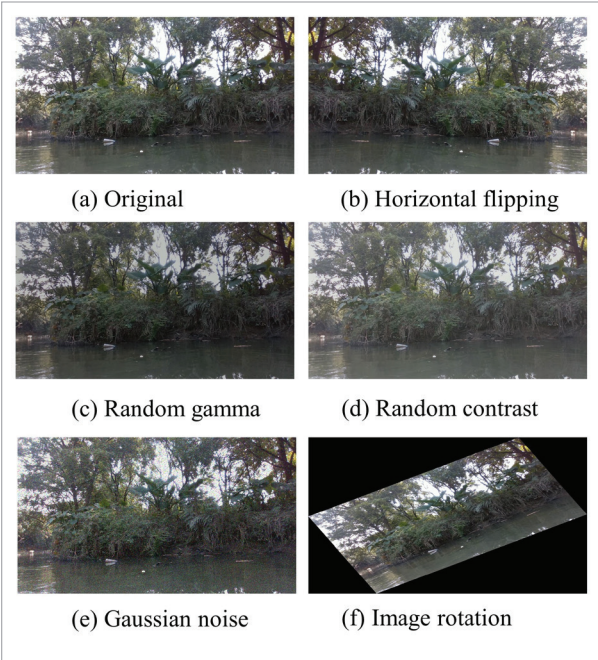 (a) Original
(b) Horizontal flipping
(c) Random gamma
(d) Random contrast
(e) Gaussian noise
(f) Image rotation